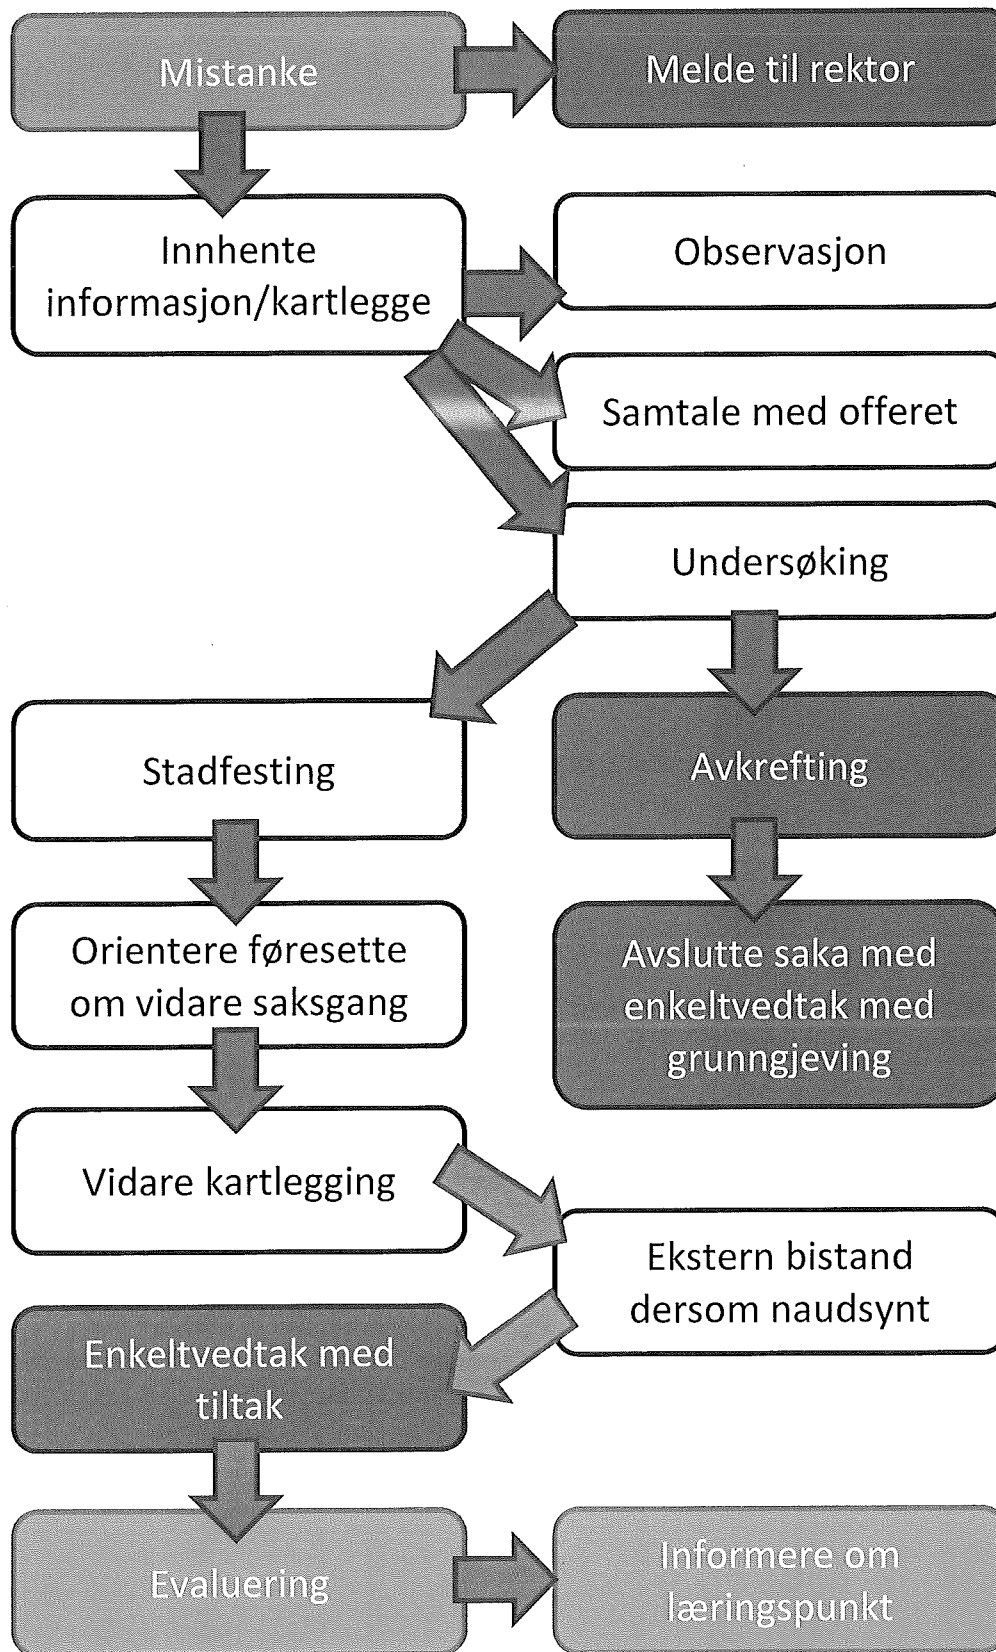 Mistanke
Melde til rektor
Innhente
informasjon/kartlegge
Observasjon
Samtale med offeret
Undersøking
Stadfesting
Avkrefting
Orientere føresette
om vidare saksgang
Avslutte saka med
enkeltvedtak med
grunngjeving
Vidare kartlegging
Ekstern bistand
dersom naudsynt
Enkeltvedtak med
tiltak
Evaluering
Informere om
læringspunkt